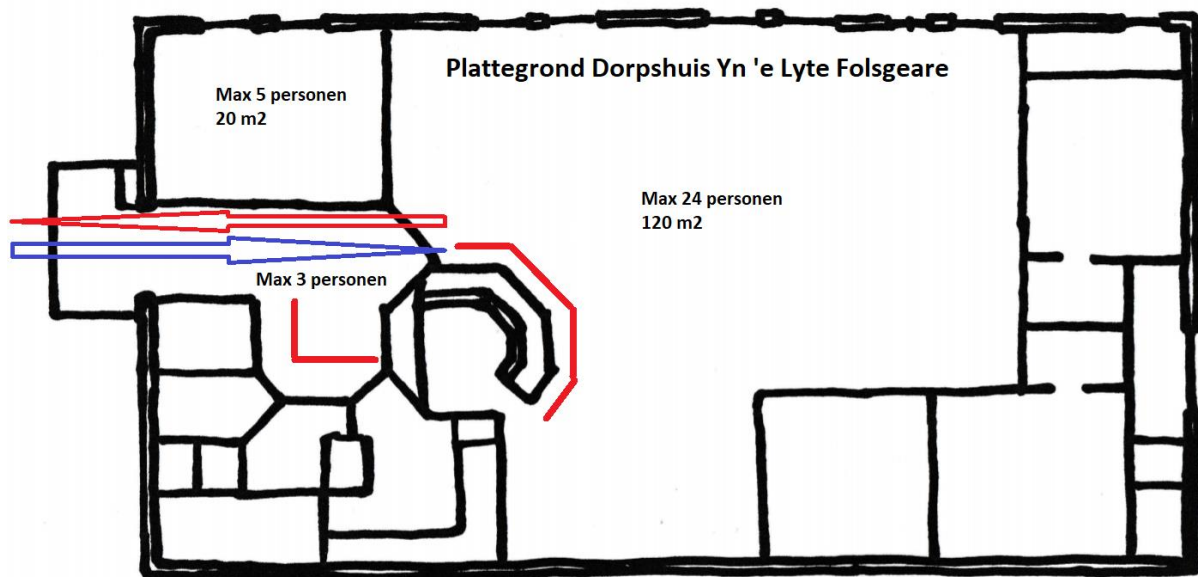 Plattegrond Dorpshuis Yn 'e Lyte Folsgeare
Max 5 personen
20 m2
Max 24 personen
120 m2
Max 3 personen